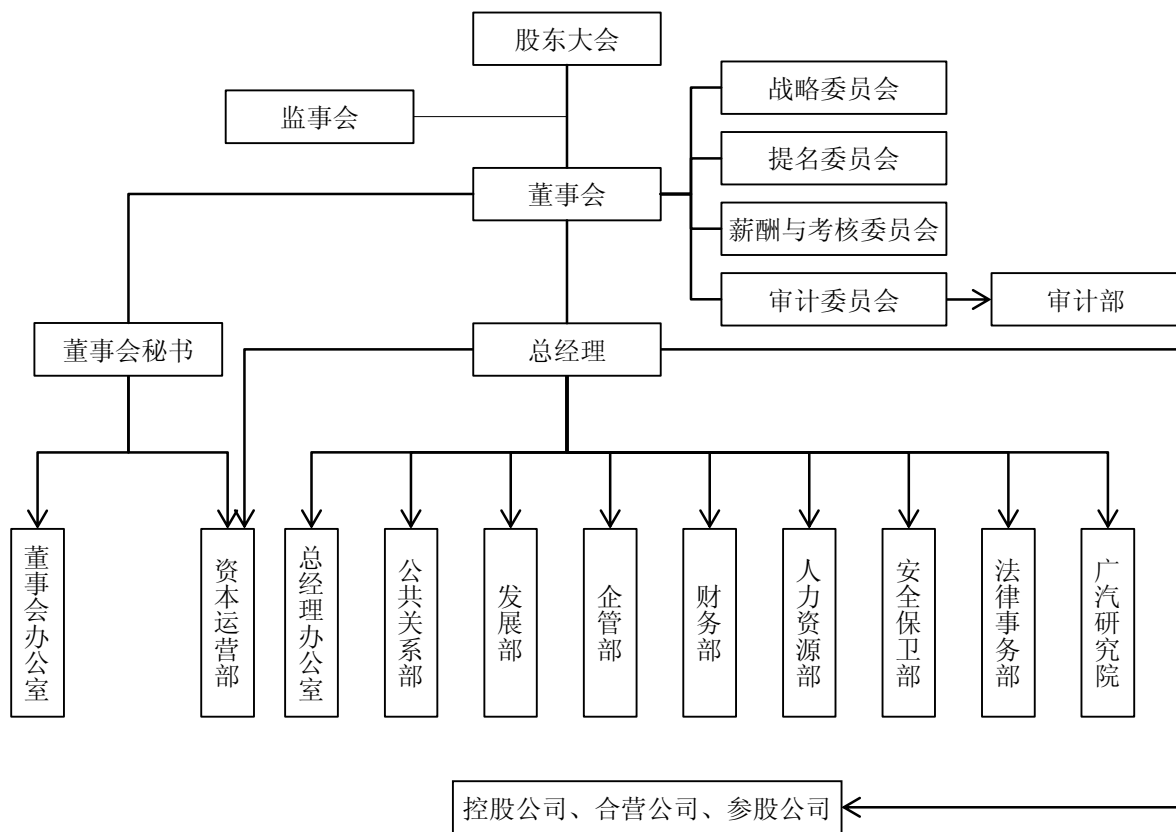 股东大会
监事会
战略委员会
提名委员会
董事会
薪酬与考核委员会
审计委员会
审计部
董事会秘书
总经理
董事会办公室
资本运营部
总经理办公室
公共关系部
发展部
企管部
财务部
人力资源部
安全保卫部
法律事务部
广汽研究院
控股公司、合营公司、参股公司